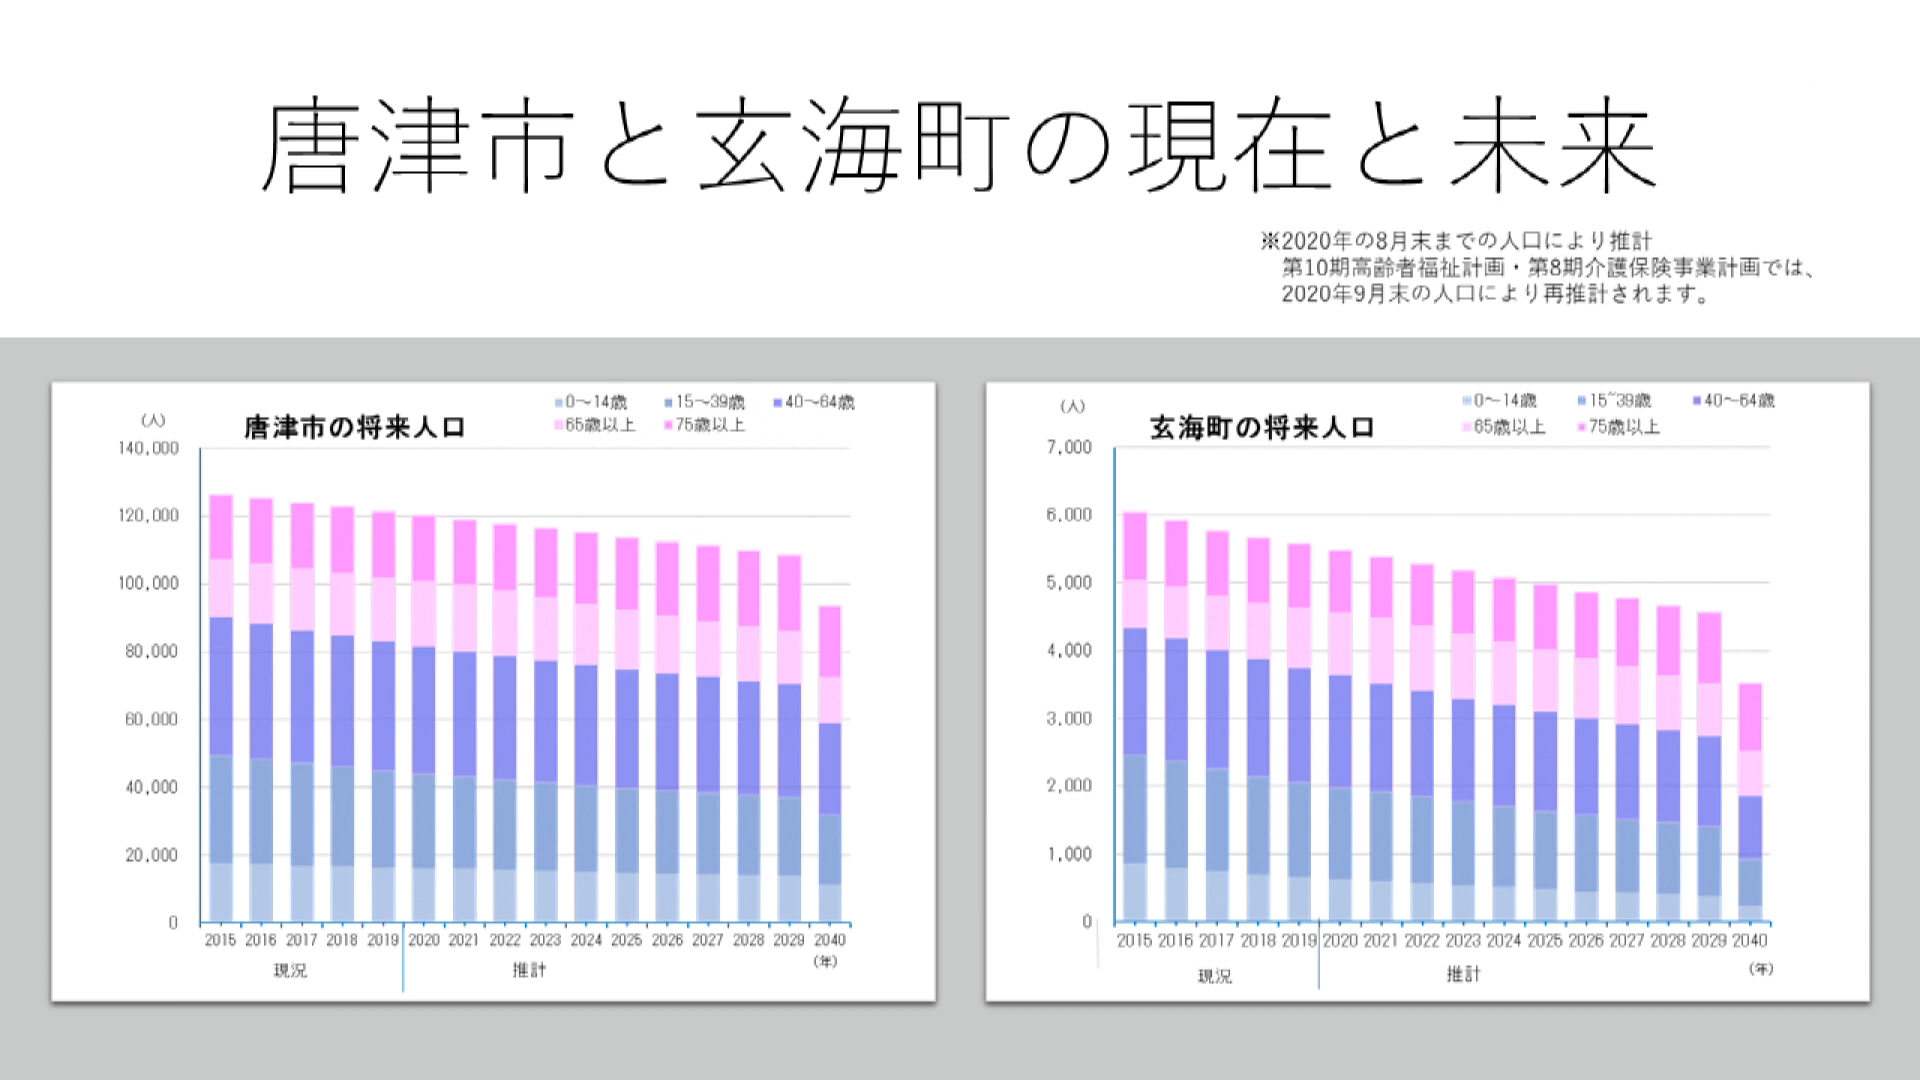 唐津市と玄海町の現在と未来
※2020年の8月末までの人口により推計
第10期高齢者福祉計画・第8期介護保険事業計画では、
2020年9月末の人口により再推計されます。
(人)
唐津市の将来人口
0～14歳 15～39歳 40～64歳
65歳以上 75歳以上
140,000
120,000
100,000
80,000
60,000
40,000
20,000
0
2015 2016 2017 2018 2019 2020 2021 2022 2023 2024 2025 2026 2027 2028 2029 2040
(年)
現況 推計
(人)
玄海町の将来人口
0～14歳 15~39歳 40～64歳
65歳以上 75歳以上
7,000
6,000
5,000
4,000
3,000
2,000
1,000
0
2015 2016 2017 2018 2019 2020 2021 2022 2023 2024 2025 2026 2027 2028 2029 2040
(年)
現況 推計